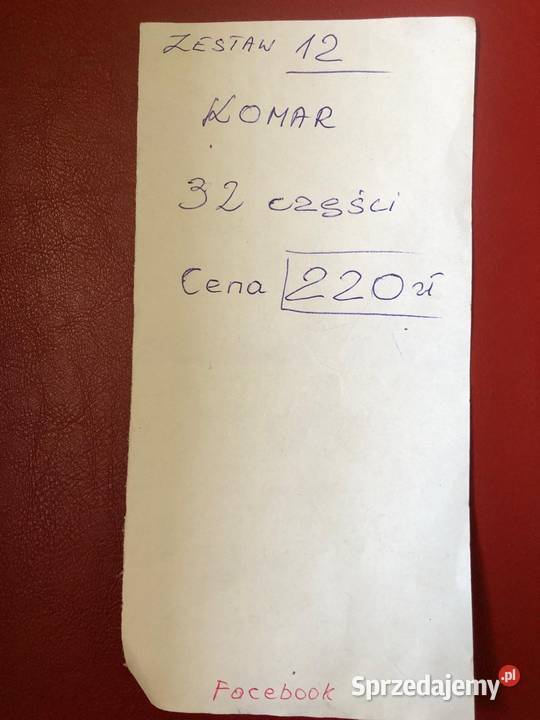 ZESTAW 12
KOMAR
32 części
Cena 220 zł
Facebook
Sprzedajemy.pl